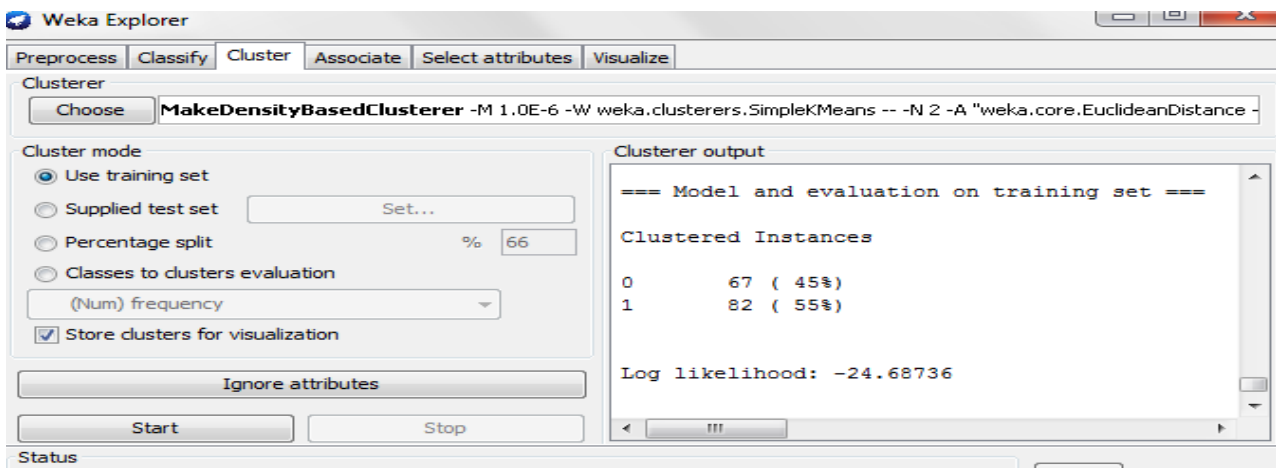 Weka Explorer
Preprocess Classify Cluster Associate Select attributes Visualize
Clusterer
Choose MakeDensityBasedClusterer -M 1.0E-6 -W weka.clusterers.SimpleKMeans -- -N 2 -A "weka.core.EuclideanDistance -
Cluster mode
Use training set
Supplied test set Set...
Percentage split % 66
Classes to clusters evaluation
(Num) frequency
Store clusters for visualization
Ignore attributes
Start Stop
Clusterer output
=== Model and evaluation on training set ===
Clustered Instances
0 67 ( 45%)
1 82 ( 55%)
Log likelihood: -24.68736
Status